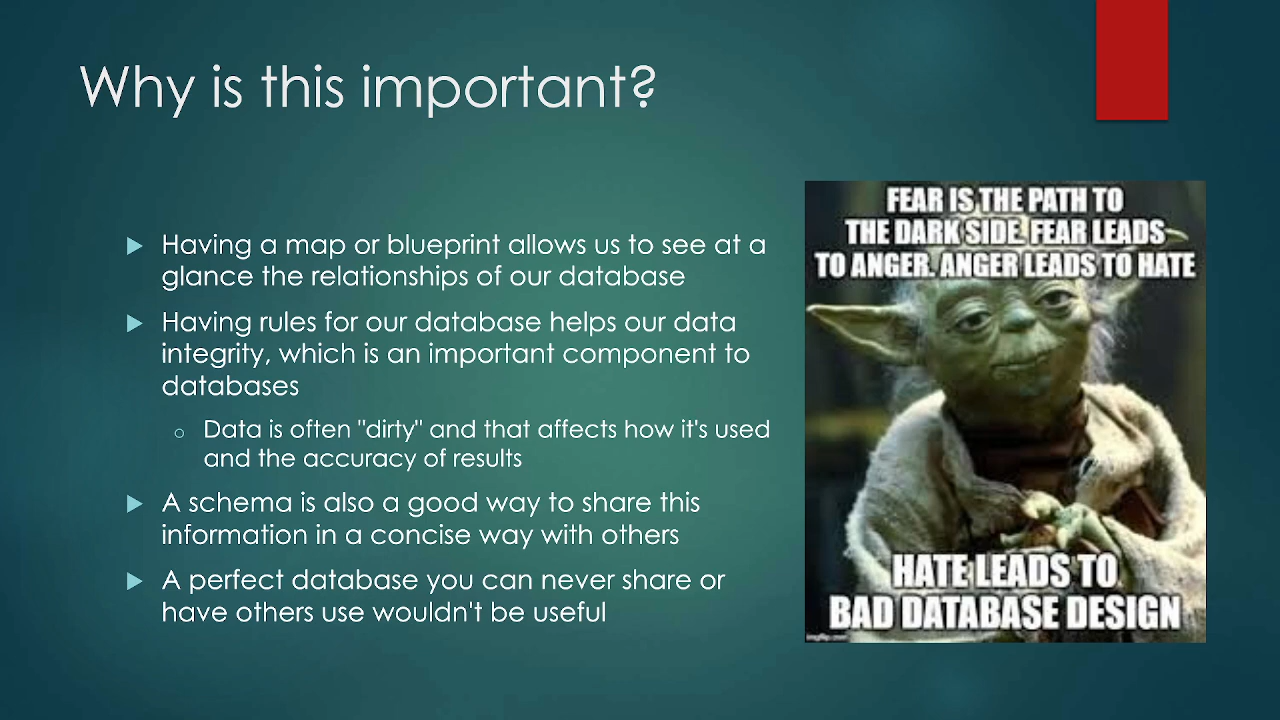 Why is this important?
Having a map or blueprint allows us to see at a
glance the relationships of our database
Having rules for our database helps our data
integrity, which is an important component to
databases
Data is often "dirty" and that affects how it's used
and the accuracy of results
A schema is also a good way to share this
information in a concise way with others
A perfect database you can never share or
have others use wouldn't be useful
FEAR IS THE PATH TO
THE DARK SIDE. FEAR LEADS
TO ANGER. ANGER LEADS TO HATE
HATE LEADS TO
BAD DATABASE DESIGN
imgflip.com